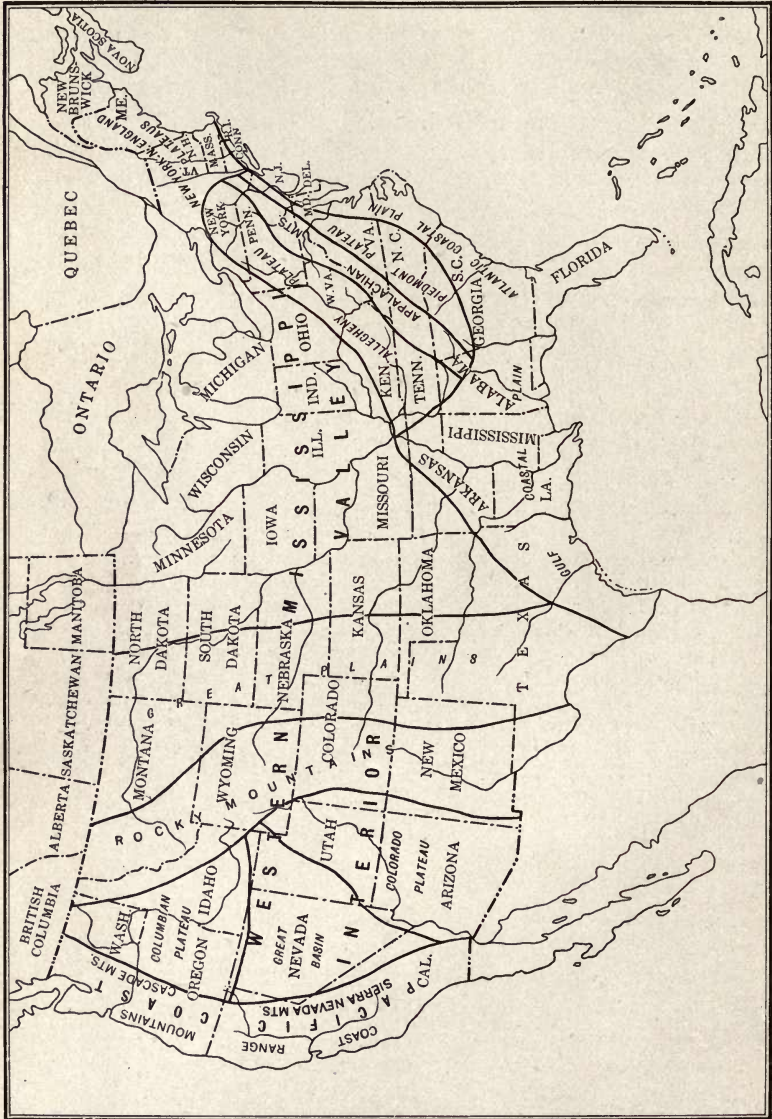 BRITISH
COLUMBIA
ALBERTA
SASKATCHEWAN
MANITOBA
ONTARIO
QUEBEC
NEW
BRUNS-
WICK
NOVA SCOTIA
WASH.
CASCADE MTS.
COLUMBIAN
PLATEAU
OREGON
IDAHO
MOUNTAINS
PACIFIC COAST
COAST
RANGE
SIERRA NEVADA MTS
CAL.
GREAT
NEVADA
BASIN
WESTERN
INTERIOR
UTAH
COLORADO
PLATEAU
ARIZONA
ROCKY MOUNTAINS
MONTANA
WYOMING
COLORADO
NEW
MEXICO
GREAT PLAINS
NORTH
DAKOTA
SOUTH
DAKOTA
NEBRASKA
KANSAS
OKLAHOMA
TEXAS
MINNESOTA
IOWA
MISSOURI
ARKANSAS
LA.
GULF
COASTAL
PLAIN
MISSISSIPPI
VALLEY
WISCONSIN
MICHIGAN
ILL.
IND.
OHIO
KEN.
TENN.
MISSISSIPPI
ALABAMA
GEORGIA
FLORIDA
S.C.
N. C.
VA.
W.VA.
ALLEGHENY
PLATEAU
APPALACHIAN
MTS.
PIEDMONT
PLATEAU
ATLANTIC
COASTAL
PLAIN
PENN.
NEW
YORK
N.J.
MD.
DEL.
NEW YORK-N-ENGLAND
PLATEAUS
VT
N.H.
MASS.
CONN.
R.I.
ME.